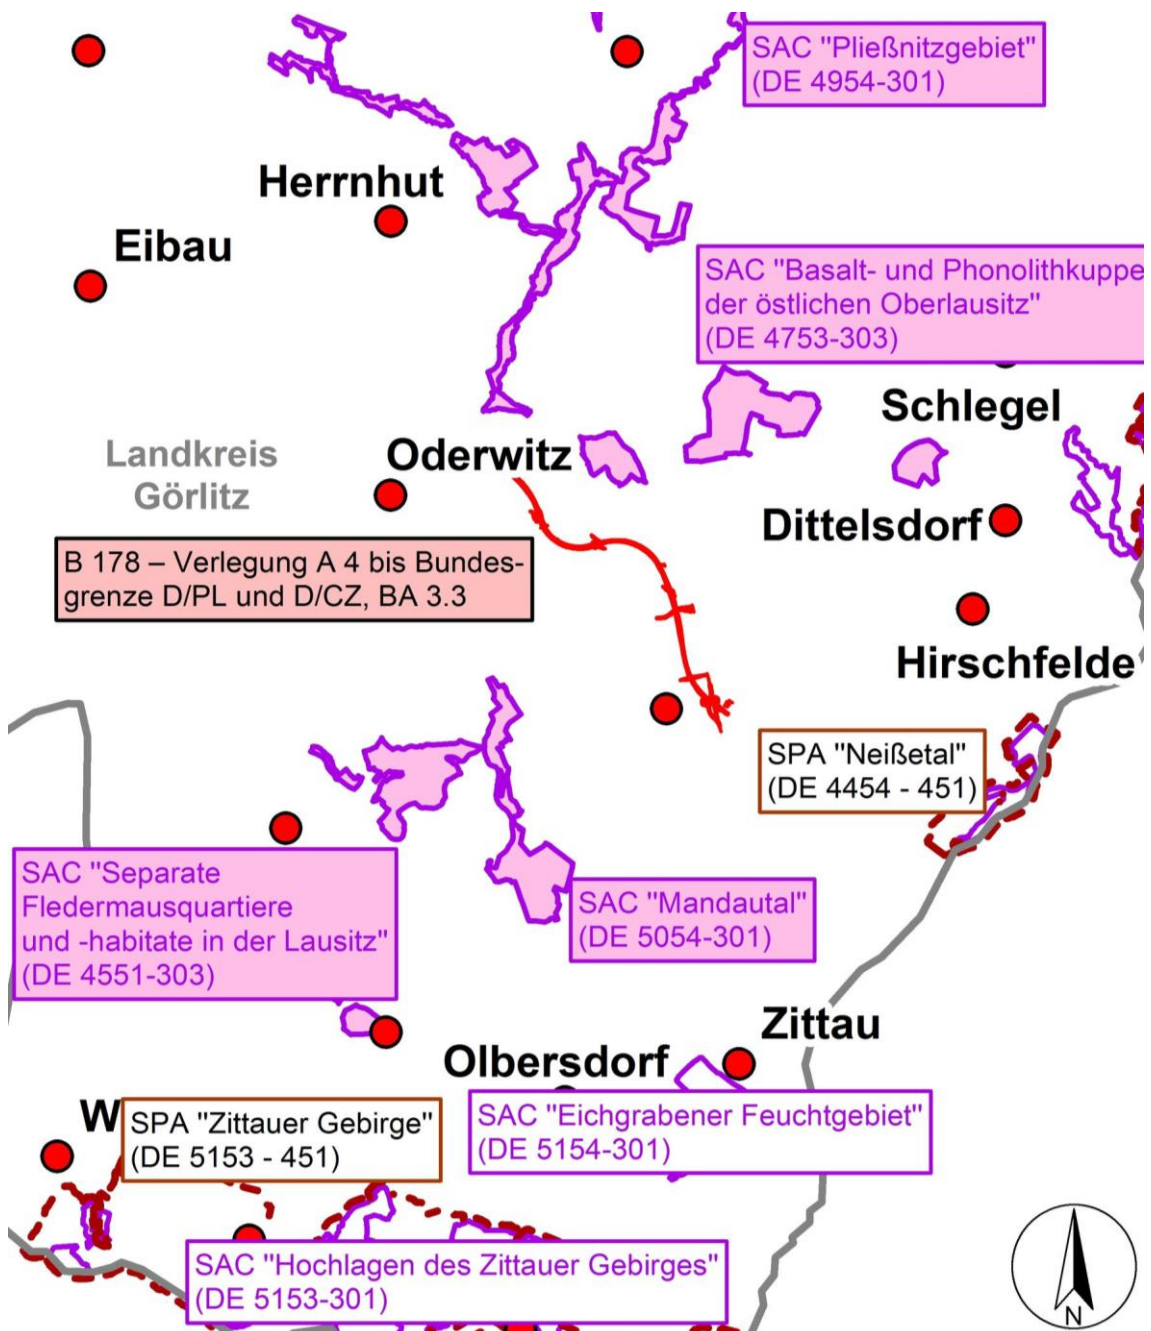 SAC "Pließnitzgebiet"
(DE 4954-301)
Herrnhut
Eibau
SAC "Basalt- und Phonolithkuppe
der östlichen Oberlausitz"
(DE 4753-303)
Schlegel
Landkreis
Görlitz
Oderwitz
Dittelsdorf
B 178 – Verlegung A 4 bis Bundes-
grenze D/PL und D/CZ, BA 3.3
Hirschfelde
SPA "Neißetal"
(DE 4454 - 451)
SAC "Separate
Fledermausquartiere
und -habitate in der Lausitz"
(DE 4551-303)
SAC "Mandautal"
(DE 5054-301)
Zittau
Olbersdorf
W
SPA "Zittauer Gebirge"
(DE 5153 - 451)
SAC "Eichgrabener Feuchtgebiet"
(DE 5154-301)
SAC "Hochlagen des Zittauer Gebirges"
(DE 5153-301)
N